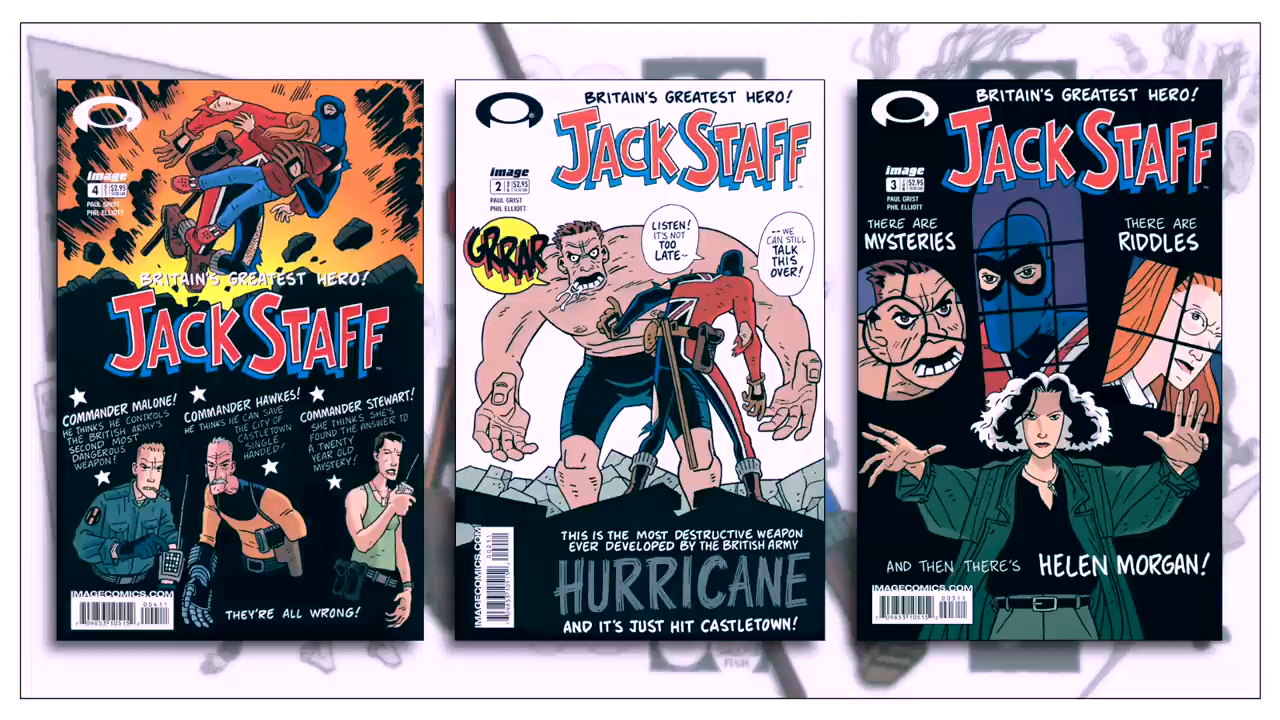 image
4
$2.95
PAUL GRIST
PHIL ELLIOTT
BRITAIN'S GREATEST HERO!
JACK STAFF
COMMANDER MALONE!
HE THINKS HE CONTROLS
THE BRITISH ARMY'S
SECOND MOST
DANGEROUS
WEAPON!
COMMANDER HAWKES!
HE THINKS HE CAN SAVE
THE CITY OF
CASTLETOWN
SINGLE
HANDED!
COMMANDER STEWART!
SHE THINKS SHE'S
FOUND THE ANSWER TO
A TWENTY
YEAR OLD
MYSTERY!
THEY'RE ALL WRONG!
IMAGECOMICS.COM
00411
BRITAIN'S GREATEST HERO!
JACK STAFF
image
2
$2.95
PAUL GRIST
PHIL ELLIOTT
GRRRAR
LISTEN!
IT'S NOT
TOO
LATE--
--WE
CAN STILL
TALK
THIS
OVER!
THIS IS THE MOST DESTRUCTIVE WEAPON
EVER DEVELOPED BY THE BRITISH ARMY
HURRICANE
AND IT'S JUST HIT CASTLETOWN!
IMAGECOMICS.COM
00211
BRITAIN'S GREATEST HERO!
JACK STAFF
image
3
$2.95
PAUL GRIST
PHIL ELLIOTT
THERE ARE
MYSTERIES
THERE ARE
RIDDLES
AND THEN THERE'S HELEN MORGAN!
IMAGECOMICS.COM
00311